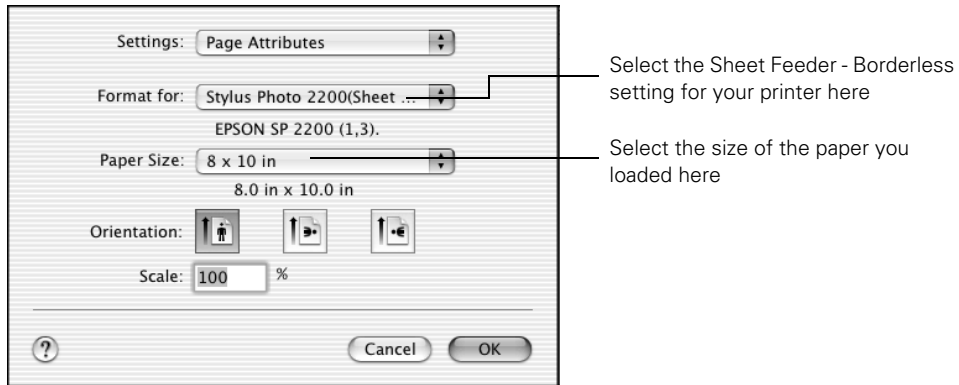 Settings: Page Attributes
Format for: Stylus Photo 2200(Sheet ...
EPSON SP 2200 (1,3).
Paper Size: 8 x 10 in
8.0 in x 10.0 in
Orientation:
Scale: 100 %
?
Cancel OK
Select the Sheet Feeder - Borderless
setting for your printer here
Select the size of the paper you
loaded here